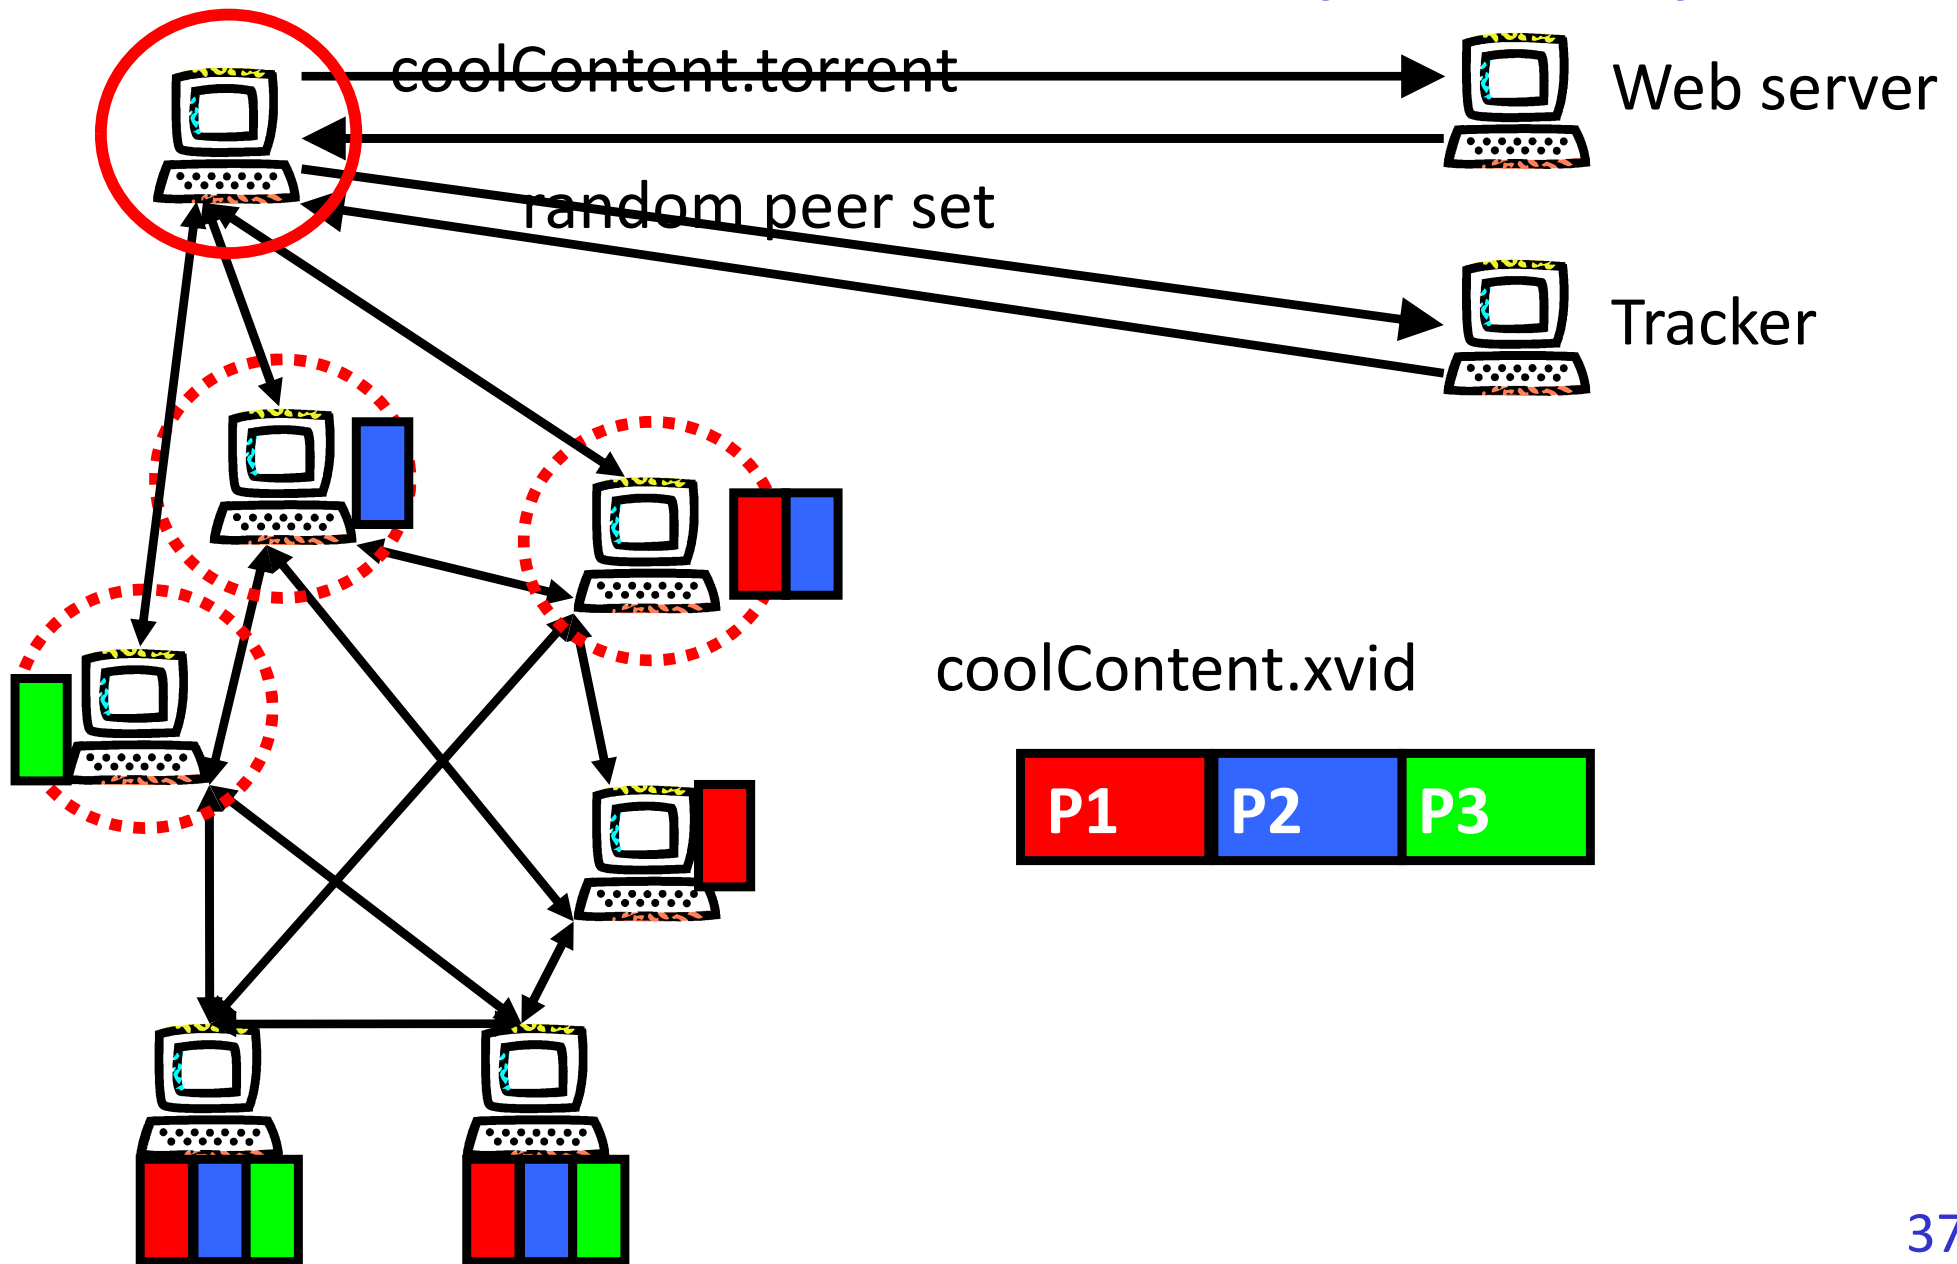 coolContent.torrent
Web server
random peer set
Tracker
coolContent.xvid
P1 P2 P3
37